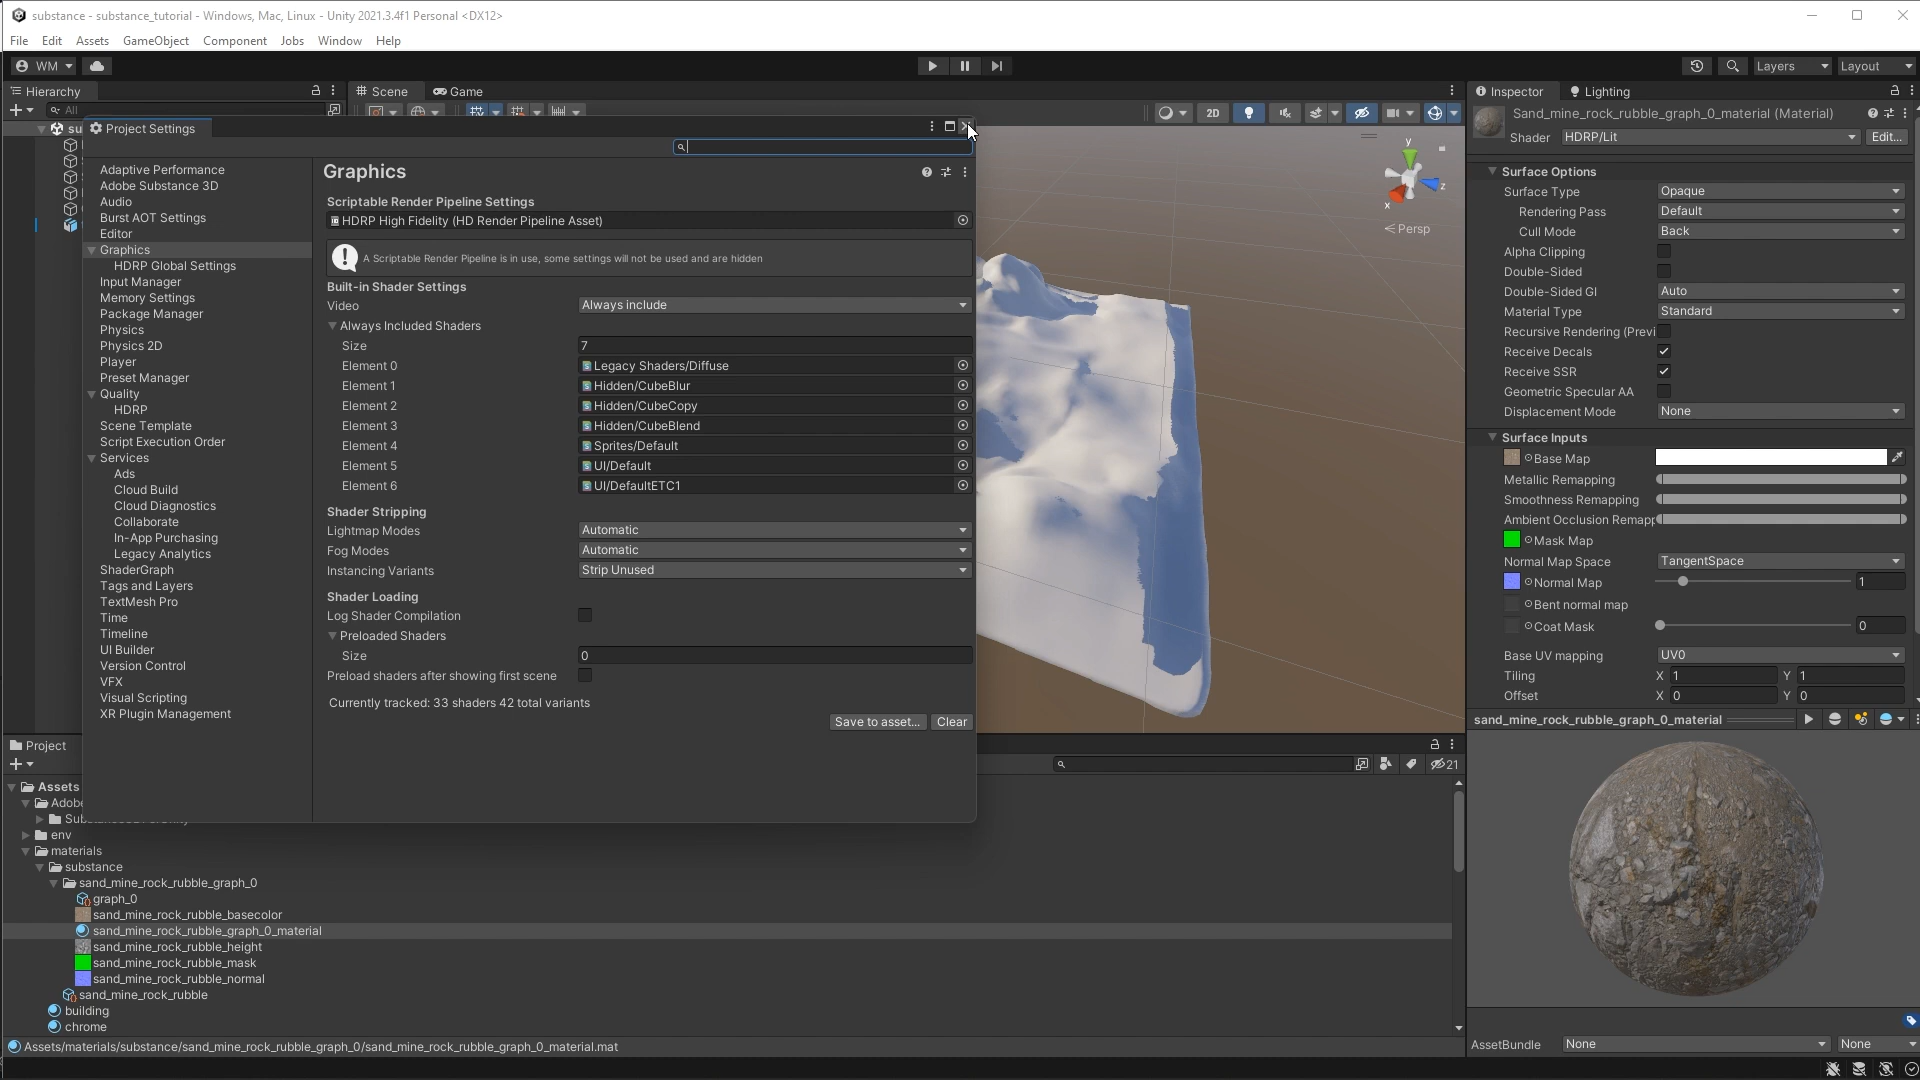 substance - substance_tutorial - Windows, Mac, Linux - Unity 2021.3.4f1 Personal <DX12>
File Edit Assets GameObject Component Jobs Window Help
WM
Layers Layout
Hierarchy
Scene Game
Inspector Lighting
All
2D
su
Project Settings
Graphics
Adaptive Performance
Adobe Substance 3D
Audio
Burst AOT Settings
Editor
Graphics
HDRP Global Settings
Input Manager
Memory Settings
Package Manager
Physics
Physics 2D
Player
Preset Manager
Quality
HDRP
Scene Template
Script Execution Order
Services
Ads
Cloud Build
Cloud Diagnostics
Collaborate
In-App Purchasing
Legacy Analytics
ShaderGraph
Tags and Layers
TextMesh Pro
Time
Timeline
UI Builder
Version Control
VFX
Visual Scripting
XR Plugin Management
Scriptable Render Pipeline Settings
HDRP High Fidelity (HD Render Pipeline Asset)
A Scriptable Render Pipeline is in use, some settings will not be used and are hidden
Built-in Shader Settings
Video Always include
Always Included Shaders
Size 7
Element 0 Legacy Shaders/Diffuse
Element 1 Hidden/CubeBlur
Element 2 Hidden/CubeCopy
Element 3 Hidden/CubeBlend
Element 4 Sprites/Default
Element 5 UI/Default
Element 6 UI/DefaultETC1
Shader Stripping
Lightmap Modes Automatic
Fog Modes Automatic
Instancing Variants Strip Unused
Shader Loading
Log Shader Compilation
Preloaded Shaders
Size 0
Preload shaders after showing first scene
Currently tracked: 33 shaders 42 total variants
Save to asset... Clear
y
z
x
Persp
Sand_mine_rock_rubble_graph_0_material (Material)
Shader HDRP/Lit Edit...
Surface Options
Surface Type Opaque
Rendering Pass Default
Cull Mode Back
Alpha Clipping
Double-Sided
Double-Sided GI Auto
Material Type Standard
Recursive Rendering (Previ
Receive Decals
Receive SSR
Geometric Specular AA
Displacement Mode None
Surface Inputs
Base Map
Metallic Remapping
Smoothness Remapping
Ambient Occlusion Remapp
Mask Map
Normal Map Space TangentSpace
Normal Map 1
Bent normal map
Coat Mask 0
Base UV mapping UV0
Tiling X 1 Y 1
Offset X 0 Y 0
sand_mine_rock_rubble_graph_0_material
AssetBundle None None
Project
21
Assets
Adobe
env
materials
substance
sand_mine_rock_rubble_graph_0
graph_0
sand_mine_rock_rubble_basecolor
sand_mine_rock_rubble_graph_0_material
sand_mine_rock_rubble_height
sand_mine_rock_rubble_mask
sand_mine_rock_rubble_normal
sand_mine_rock_rubble
building
chrome
Assets/materials/substance/sand_mine_rock_rubble_graph_0/sand_mine_rock_rubble_graph_0_material.mat